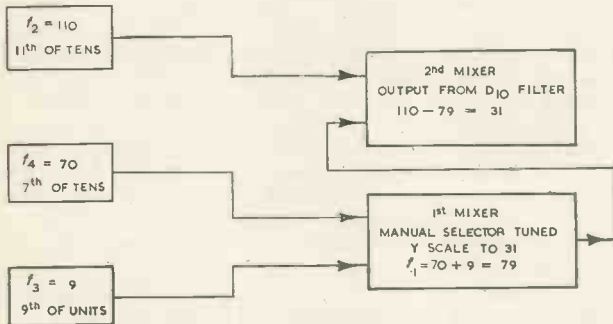 f₂ = 110
11th OF TENS
2nd MIXER
OUTPUT FROM D₁₀ FILTER
110 − 79 = 31
f₄ = 70
7th OF TENS
1st MIXER
MANUAL SELECTOR TUNED
Y SCALE TO 31
f₁ = 70 + 9 = 79
f₃ = 9
9th OF UNITS